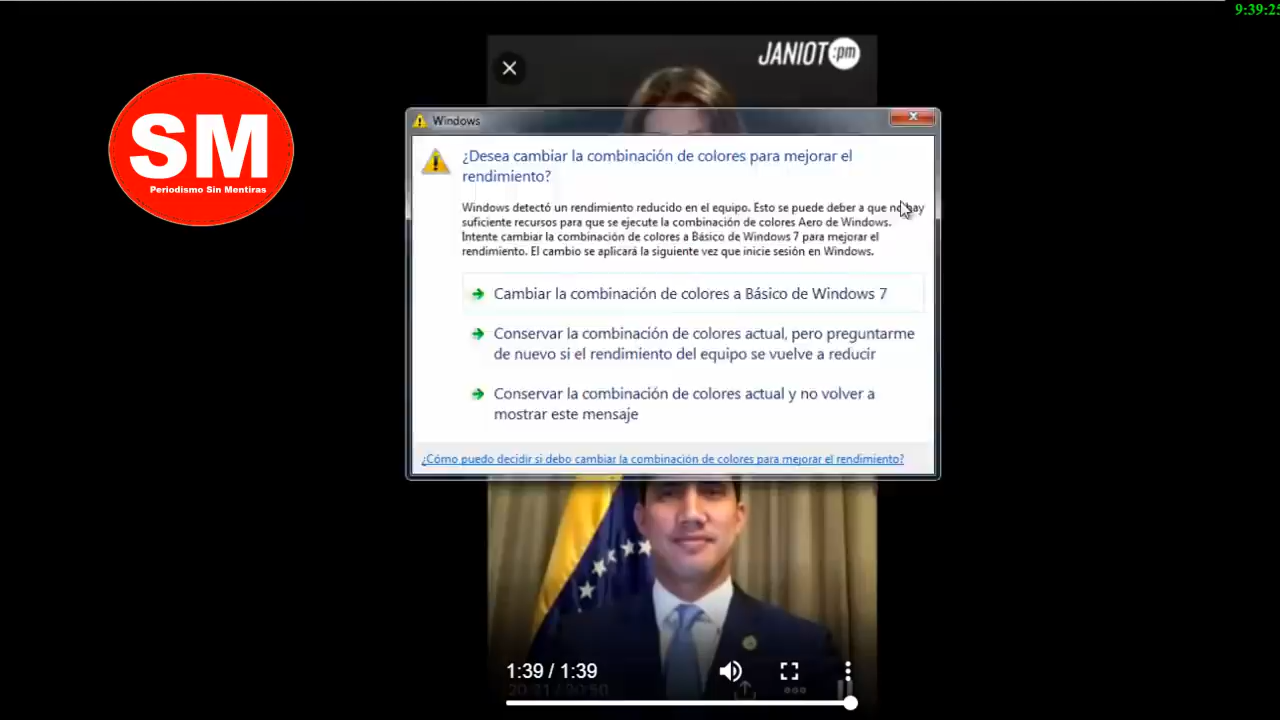 9:39:25
JANIOT :pm
SM
Periodismo Sin Mentiras
Windows
¿Desea cambiar la combinación de colores para mejorar el
rendimiento?
Windows detectó un rendimiento reducido en el equipo. Esto se puede deber a que no hay
suficiente recursos para que se ejecute la combinación de colores Aero de Windows.
Intente cambiar la combinación de colores a Básico de Windows 7 para mejorar el
rendimiento. El cambio se aplicará la siguiente vez que inicie sesión en Windows.
Cambiar la combinación de colores a Básico de Windows 7
Conservar la combinación de colores actual, pero preguntarme
de nuevo si el rendimiento del equipo se vuelve a reducir
Conservar la combinación de colores actual y no volver a
mostrar este mensaje
¿Cómo puedo decidir si debo cambiar la combinación de colores para mejorar el rendimiento?
1:39 / 1:39